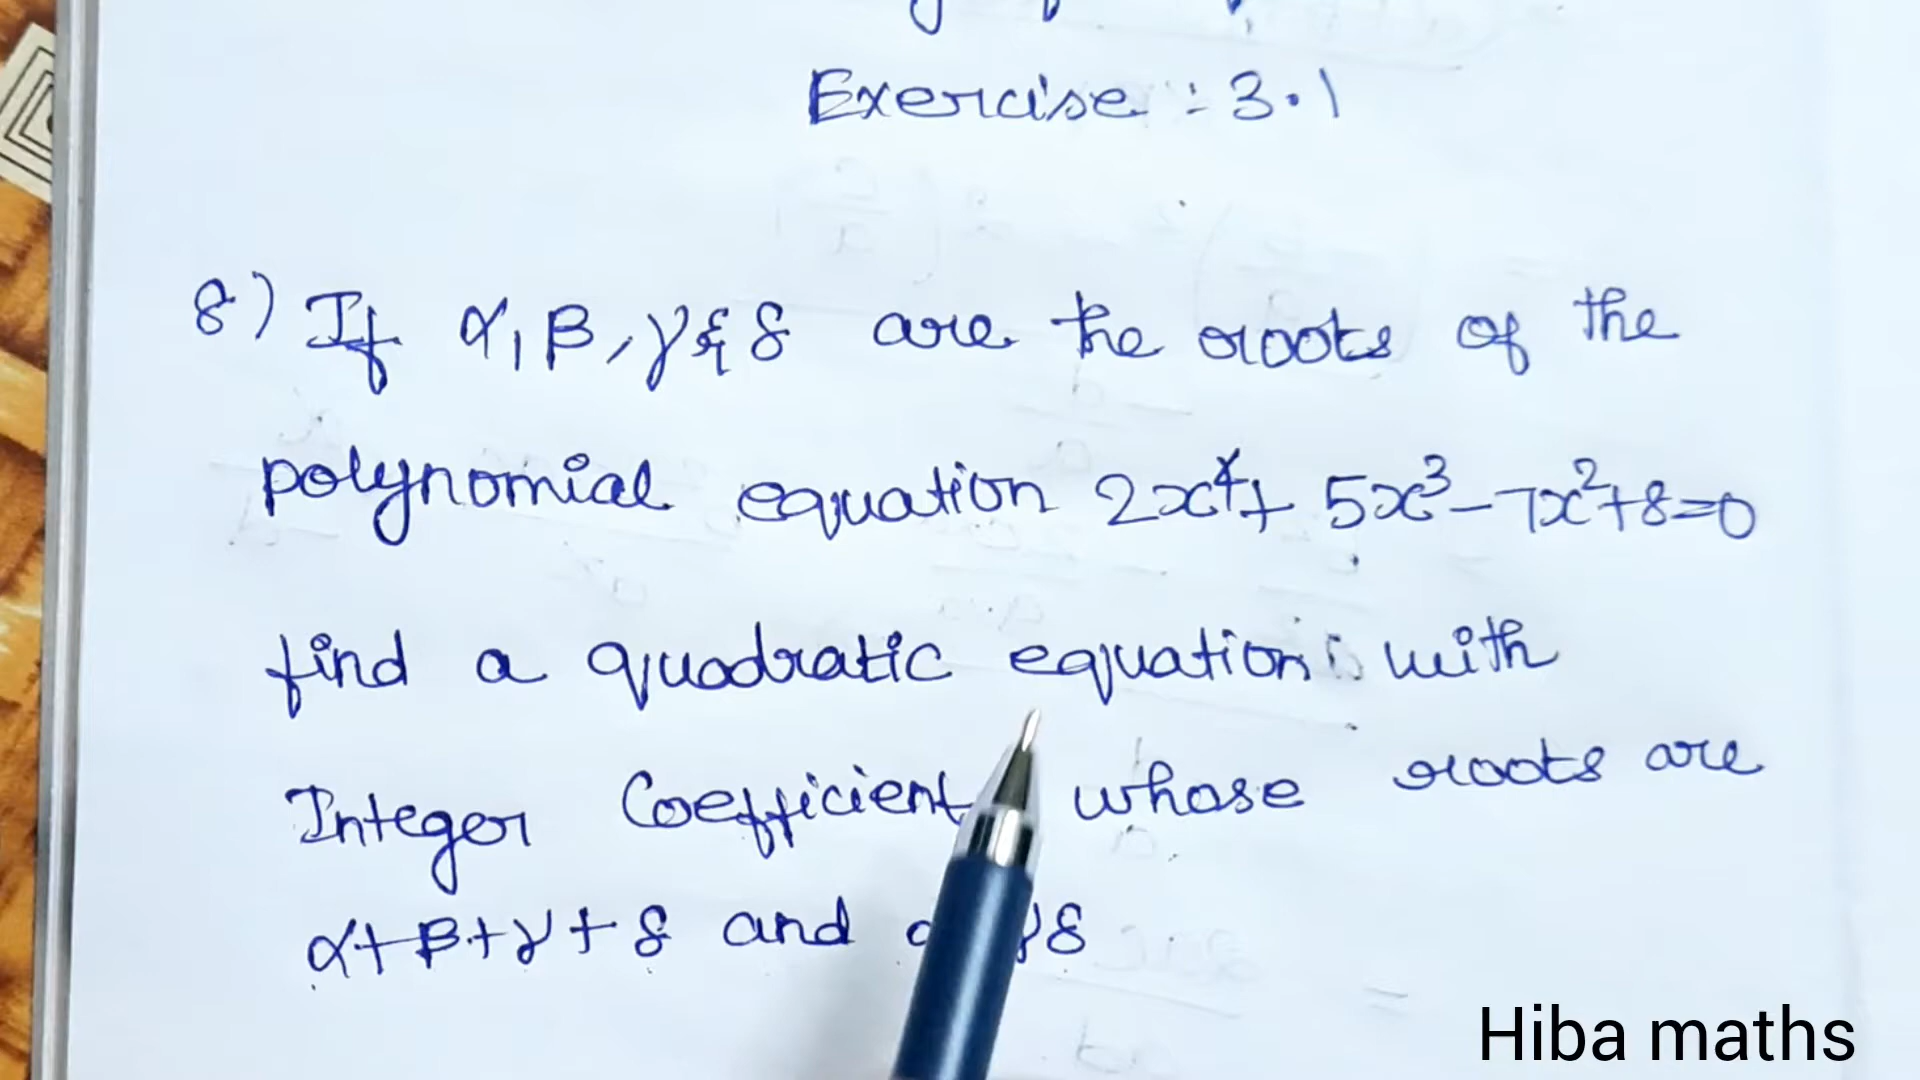 Exercise : 3.1
8) If α, β, γ & δ are the roots of the
polynomial equation 2x⁴ + 5x³ - 7x² + 8 = 0
find a quadratic equation with
Integer Coefficient whose roots are
α + β + γ + δ and δ
Hiba maths